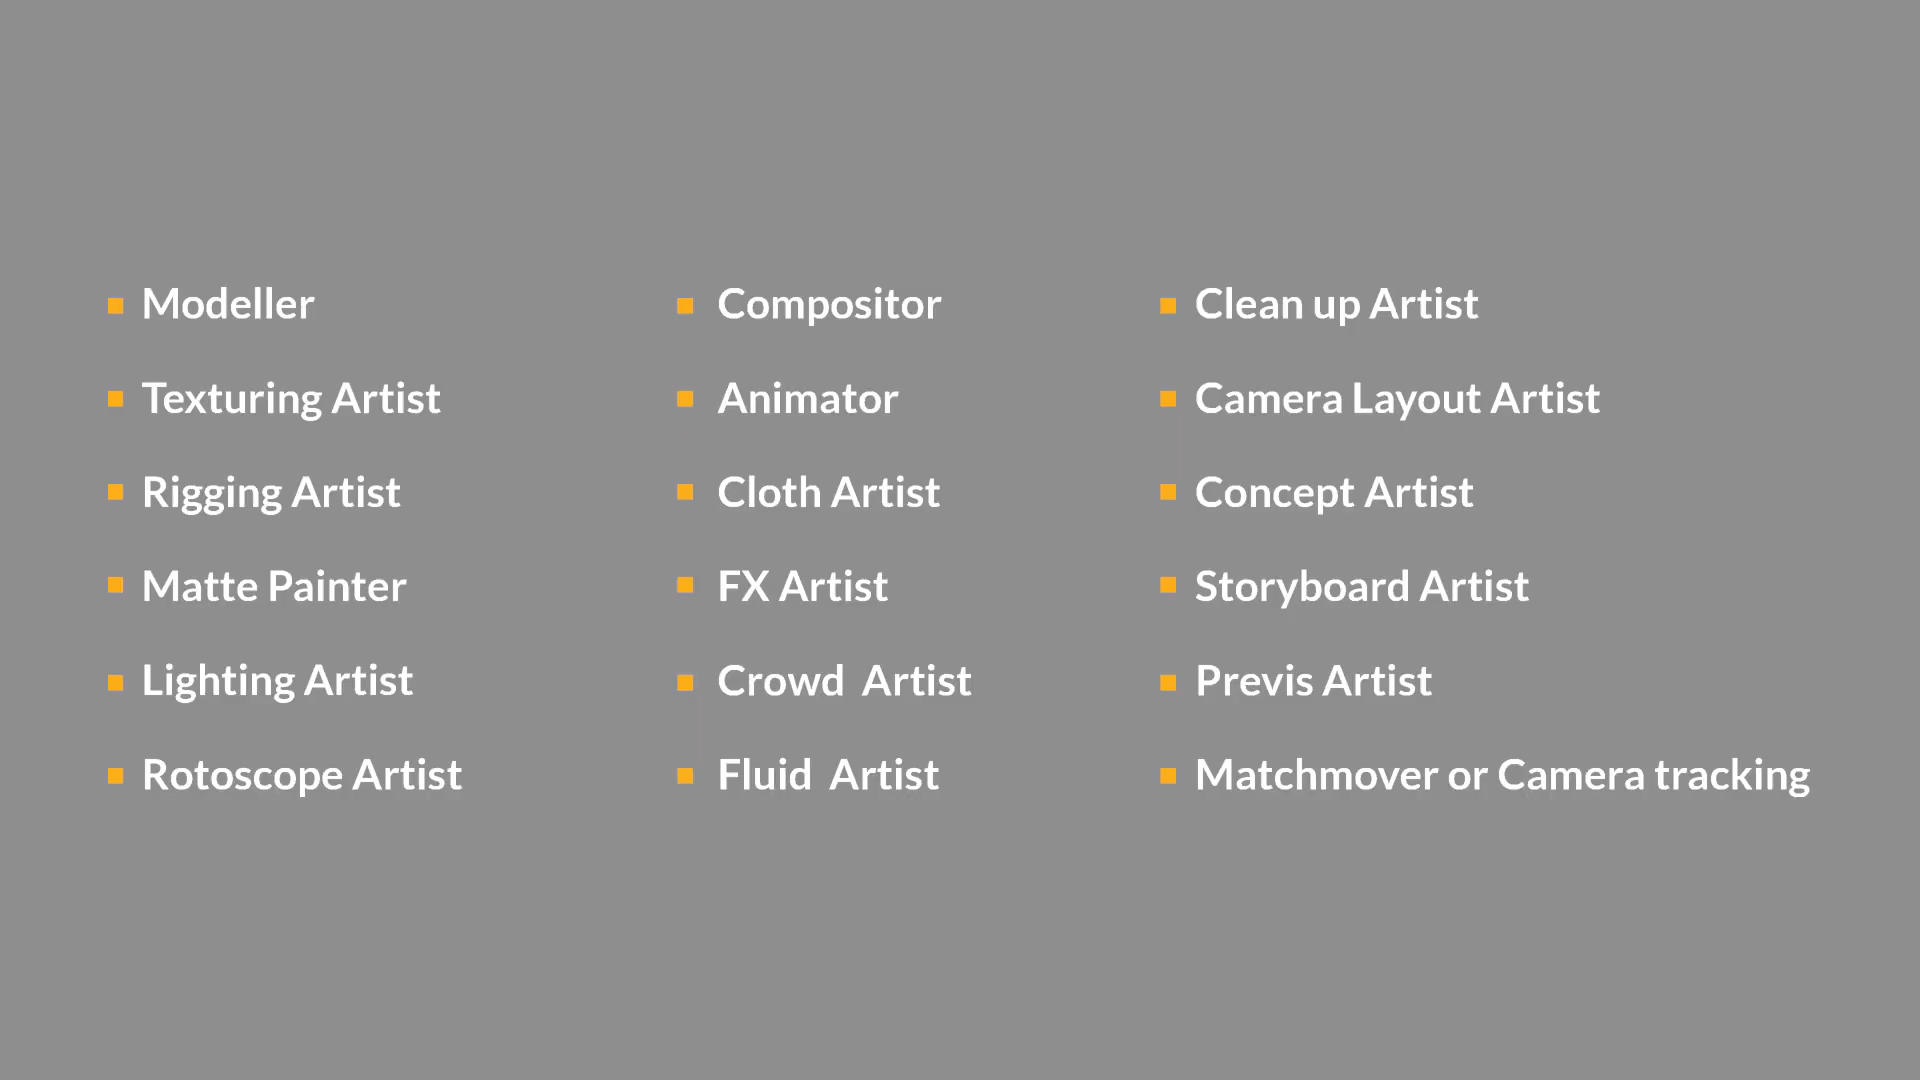 Modeller
Texturing Artist
Rigging Artist
Matte Painter
Lighting Artist
Rotoscope Artist
Compositor
Animator
Cloth Artist
FX Artist
Crowd  Artist
Fluid  Artist
Clean up Artist
Camera Layout Artist
Concept Artist
Storyboard Artist
Previs Artist
Matchmover or Camera tracking